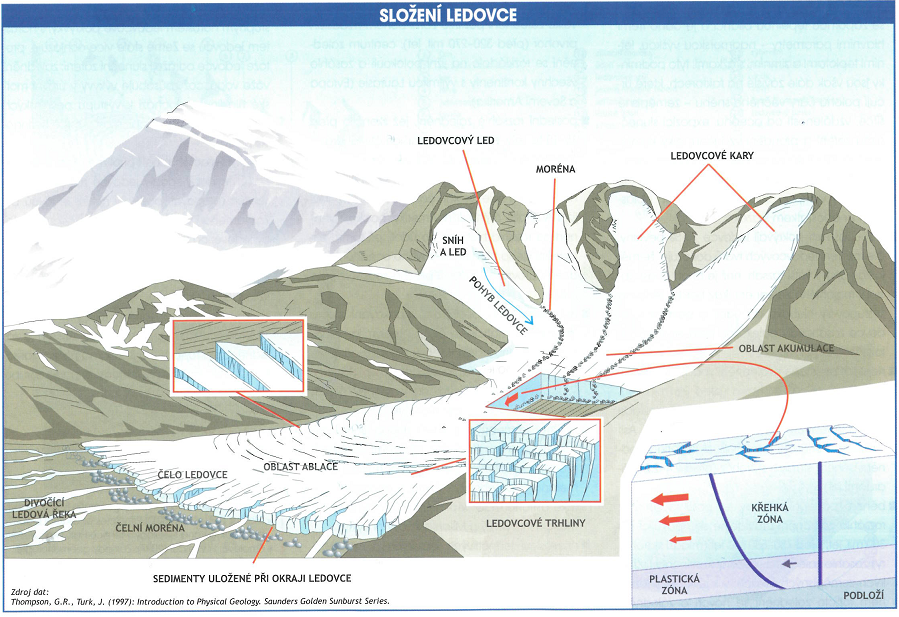 SLOŽENÍ LEDOVCE
LEDOVCOVÝ LED
MORÉNA
LEDOVCOVÉ KARY
SNÍH
A LED
POHYB LEDOVCE
OBLAST AKUMULACE
OBLAST ABLACE
ČELO LEDOVCE
DIVOČÍCÍ
LEDOVÁ ŘEKA
ČELNÍ MORÉNA
LEDOVCOVÉ TRHLINY
KŘEHKÁ
ZÓNA
PLASTICKÁ
ZÓNA
PODLOŽÍ
SEDIMENTY ULOŽENÉ PŘI OKRAJI LEDOVCE
Zdroj dat:
Thompson, G.R., Turk, J. (1997): Introduction to Physical Geology. Saunders Golden Sunburst Series.